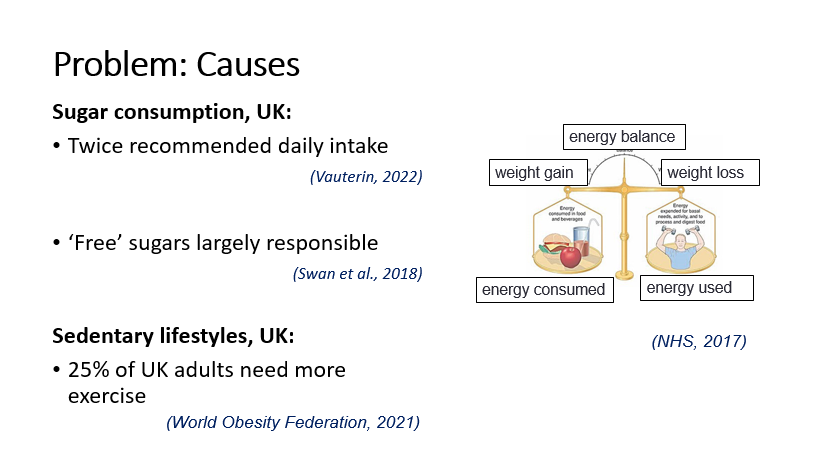 Problem: Causes
Sugar consumption, UK:
• Twice recommended daily intake
(Vauterin, 2022)
• ‘Free’ sugars largely responsible
(Swan et al., 2018)
Sedentary lifestyles, UK:
• 25% of UK adults need more
exercise
(World Obesity Federation, 2021)
energy balance
weight gain
weight loss
Energy
consumed in food
and beverages
Energy
expended for basal
needs, activity, and to
process and digest food
energy consumed
energy used
(NHS, 2017)